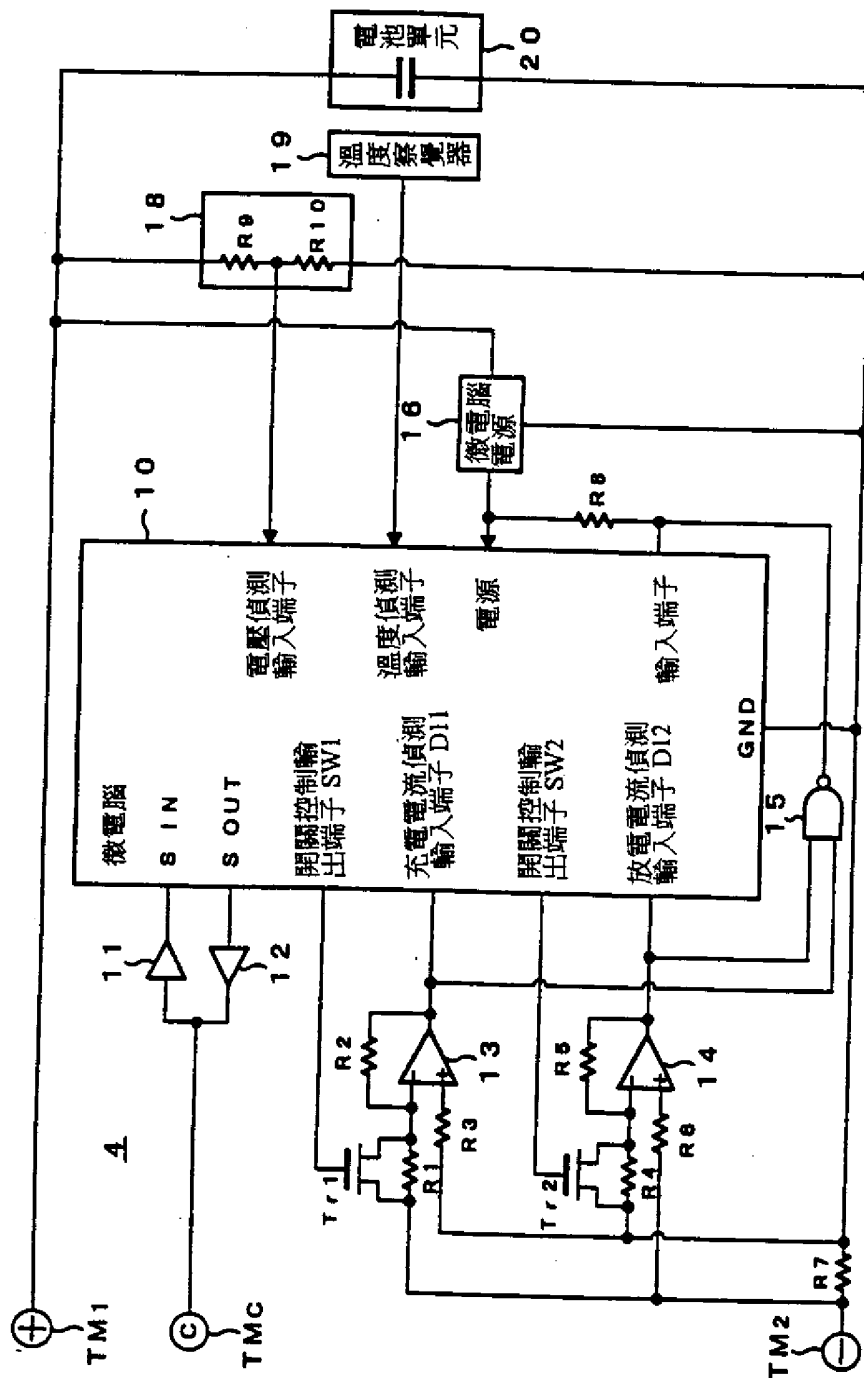 4
TM1
C
TMC
TM2
11
12
10
微電腦
S IN
S OUT
開關控制輸
出端子 SW1
充電電流偵測
輸入端子 DI1
開關控制輸
出端子 SW2
放電電流偵測
輸入端子 DI2
GND
電壓偵測
輸入端子
溫度偵測
輸入端子
電源
輸入端子
Tr1
R1
R2
R3
13
Tr2
R4
R5
R6
14
R7
15
R8
16
微電腦
電源
18
R9
R10
19
溫度察覺器
電池單元
20